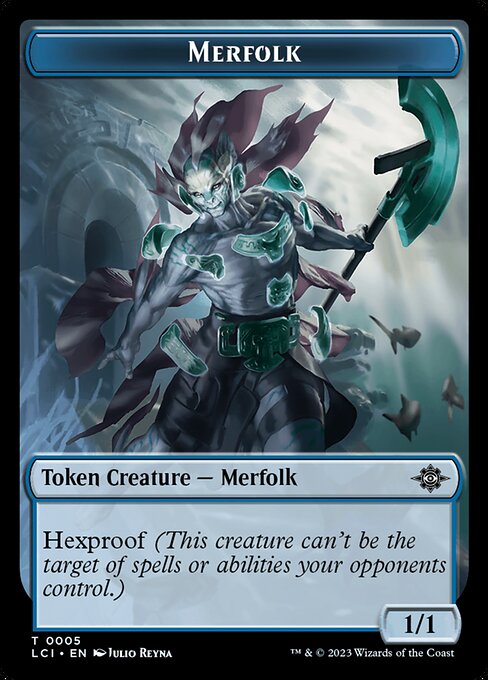 Merfolk
Token Creature — Merfolk
Hexproof (This creature can't be the
target of spells or abilities your opponents
control.)
1/1
T 0005
LCI • EN Julio Reyna
™ & © 2023 Wizards of the Coast